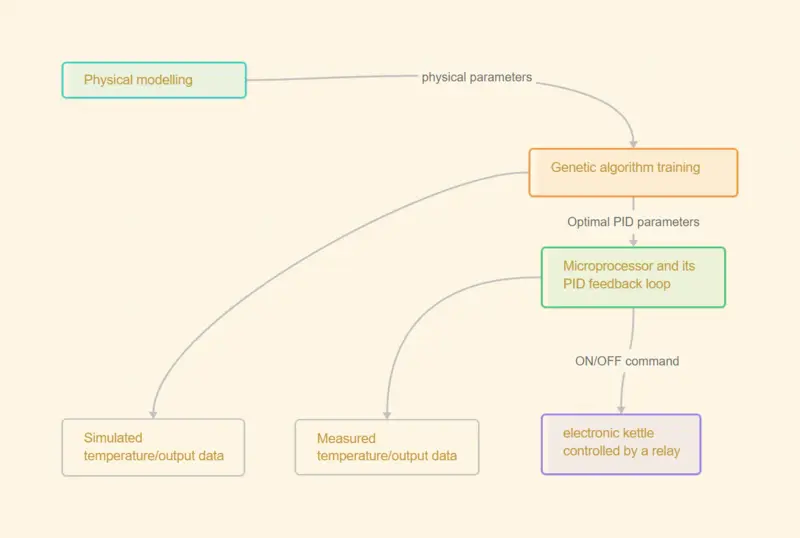 Physical modelling
physical parameters
Genetic algorithm training
Optimal PID parameters
Microprocessor and its
PID feedback loop
ON/OFF command
Simulated
temperature/output data
Measured
temperature/output data
electronic kettle
controlled by a relay